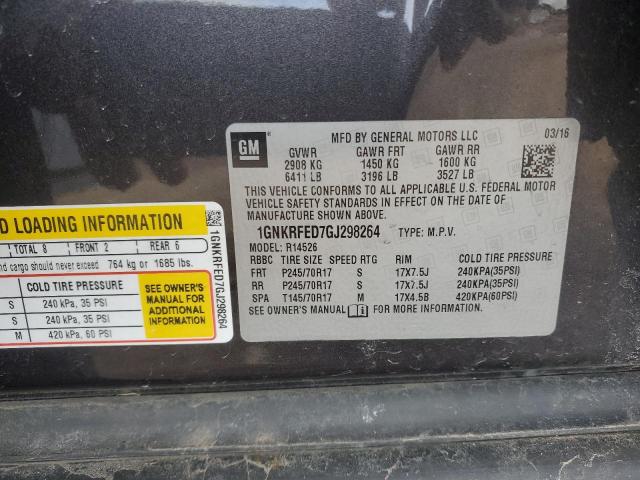 D LOADING INFORMATION
TOTAL 8 FRONT 2 REAR 6
nd cargo should never exceed 764 kg or 1685 lbs.
COLD TIRE PRESSURE
S 240 kPa, 35 PSI
S 240 kPa, 35 PSI
M 420 kPa, 60 PSI
SEE OWNER'S
MANUAL FOR
ADDITIONAL
INFORMATION
1GNKRFED7GJ298264
GM
MFD BY GENERAL MOTORS LLC 03/16
GVWR GAWR FRT GAWR RR
2908 KG 1450 KG 1600 KG
6411 LB 3196 LB 3527 LB
THIS VEHICLE CONFORMS TO ALL APPLICABLE U.S. FEDERAL MOTOR
VEHICLE SAFETY STANDARDS IN EFFECT ON THE DATE OF
MANUFACTURE SHOWN ABOVE.
1GNKRFED7GJ298264 TYPE: M.P.V.
MODEL: R14526
RBBC TIRE SIZE SPEED RTG RIM COLD TIRE PRESSURE
FRT P245/70R17 S 17X7.5J 240KPA(35PSI)
RR P245/70R17 S 17X7.5J 240KPA(35PSI)
SPA T145/70R17 M 17X4.5B 420KPA(60PSI)
SEE OWNER'S MANUAL FOR MORE INFORMATION.